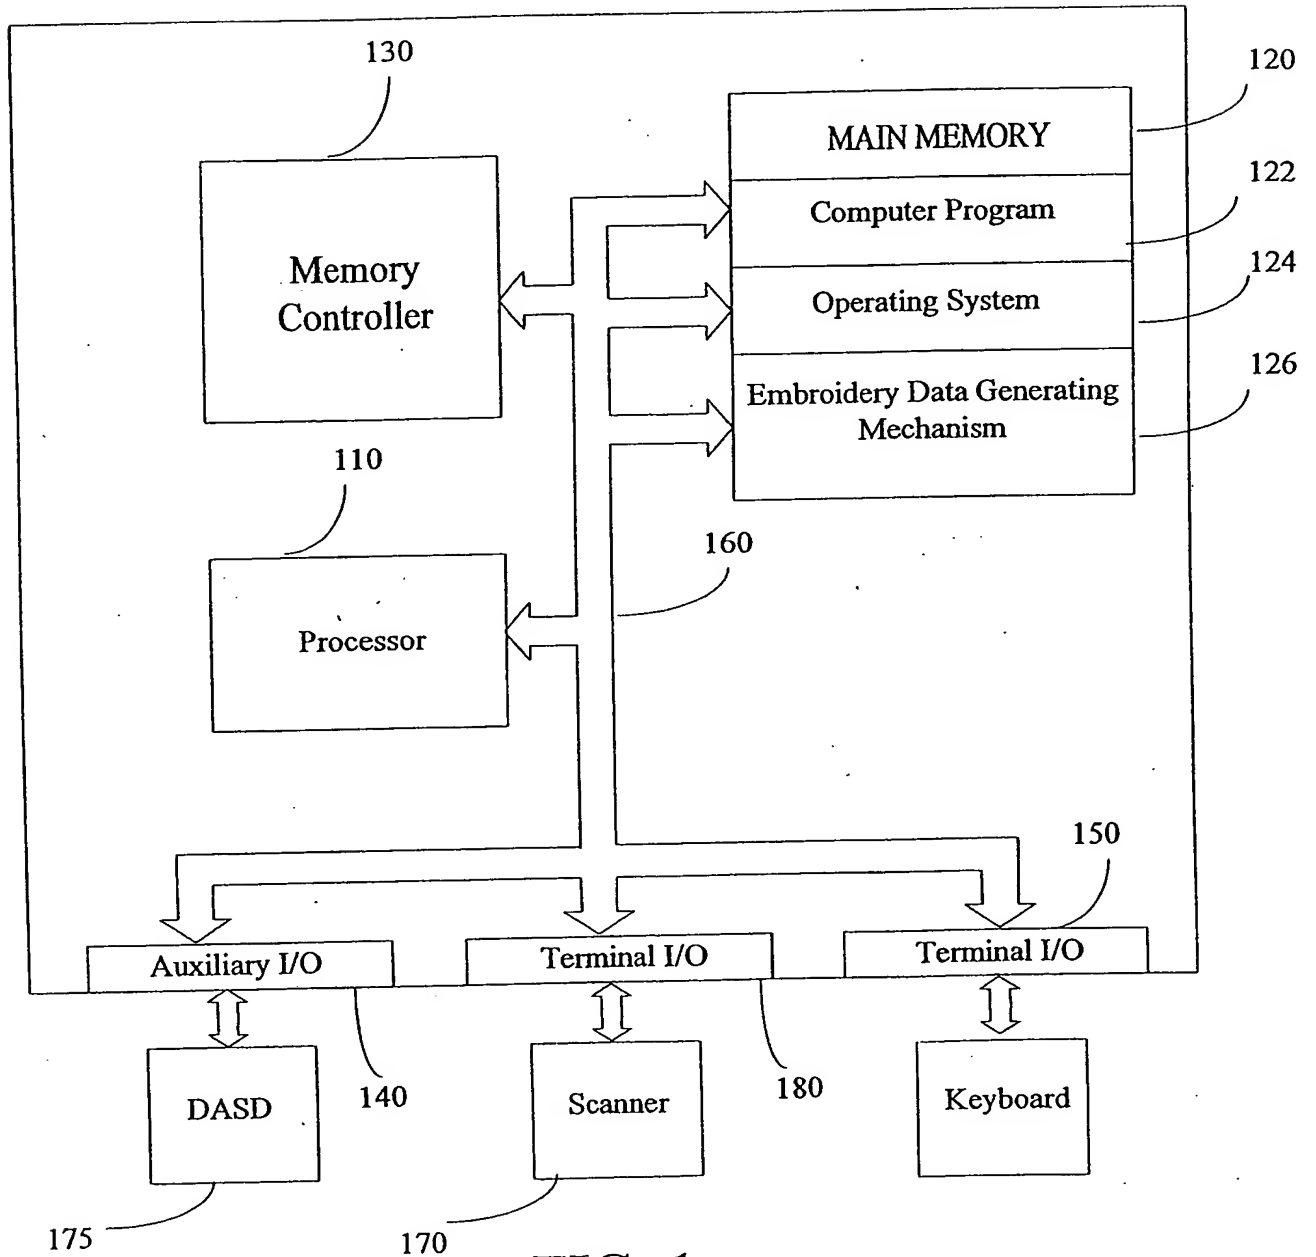 130
120
MAIN MEMORY
122
Computer Program
124
Memory
Controller
Operating System
126
Embroidery Data Generating
Mechanism
110
160
Processor
150
Auxiliary I/O
Terminal I/O
Terminal I/O
140
180
DASD
Scanner
Keyboard
175
170